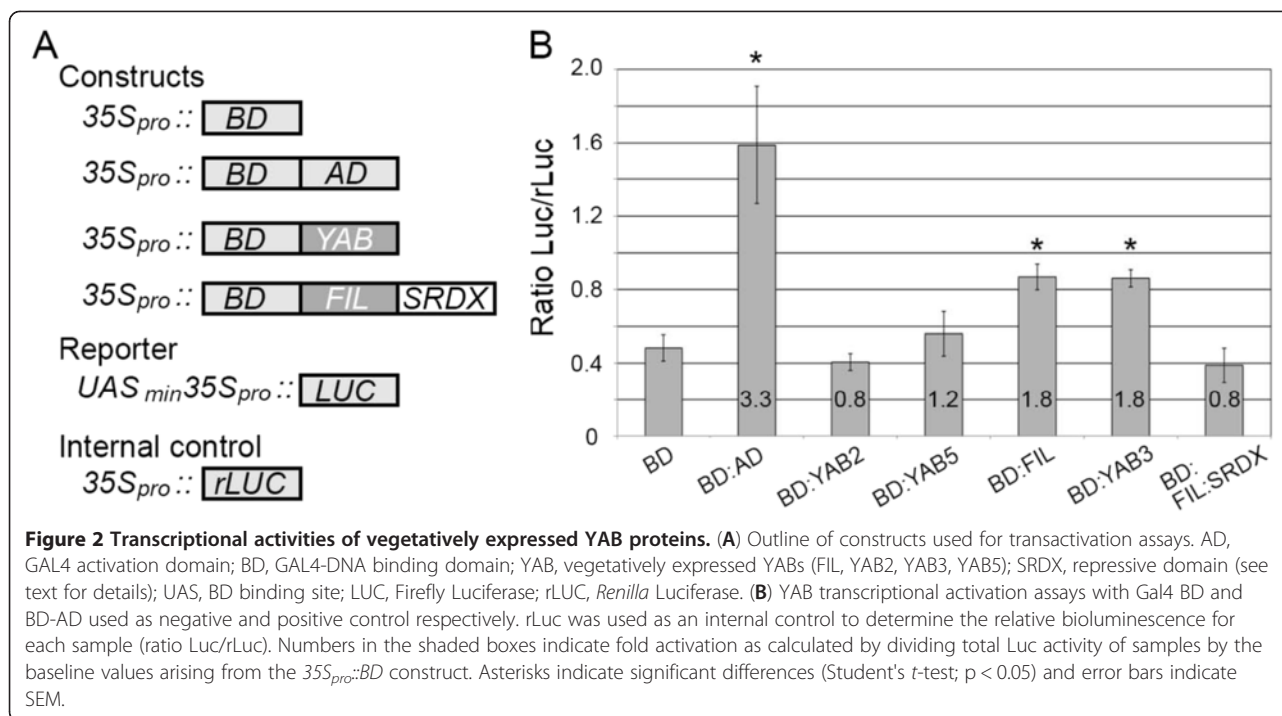 A
Constructs
35Spro:: BD
35Spro:: BD AD
35Spro:: BD YAB
35Spro:: BD FIL SRDX
Reporter
UAS min35Spro:: LUC
Internal control
35Spro:: rLUC
B
Ratio Luc/rLuc
2.0
1.6
1.2
0.8
0.4
0
*
*
*
3.3
0.8
1.2
1.8
1.8
0.8
BD
BD:AD
BD:YAB2
BD:YAB5
BD:FIL
BD:YAB3
BD:
FIL:SRDX
Figure 2 Transcriptional activities of vegetatively expressed YAB proteins. (A) Outline of constructs used for transactivation assays. AD,
GAL4 activation domain; BD, GAL4-DNA binding domain; YAB, vegetatively expressed YABs (FIL, YAB2, YAB3, YAB5); SRDX, repressive domain (see
text for details); UAS, BD binding site; LUC, Firefly Luciferase; rLUC, Renilla Luciferase. (B) YAB transcriptional activation assays with Gal4 BD and
BD-AD used as negative and positive control respectively. rLuc was used as an internal control to determine the relative bioluminescence for
each sample (ratio Luc/rLuc). Numbers in the shaded boxes indicate fold activation as calculated by dividing total Luc activity of samples by the
baseline values arising from the 35Spro::BD construct. Asterisks indicate significant differences (Student's t-test; p < 0.05) and error bars indicate
SEM.